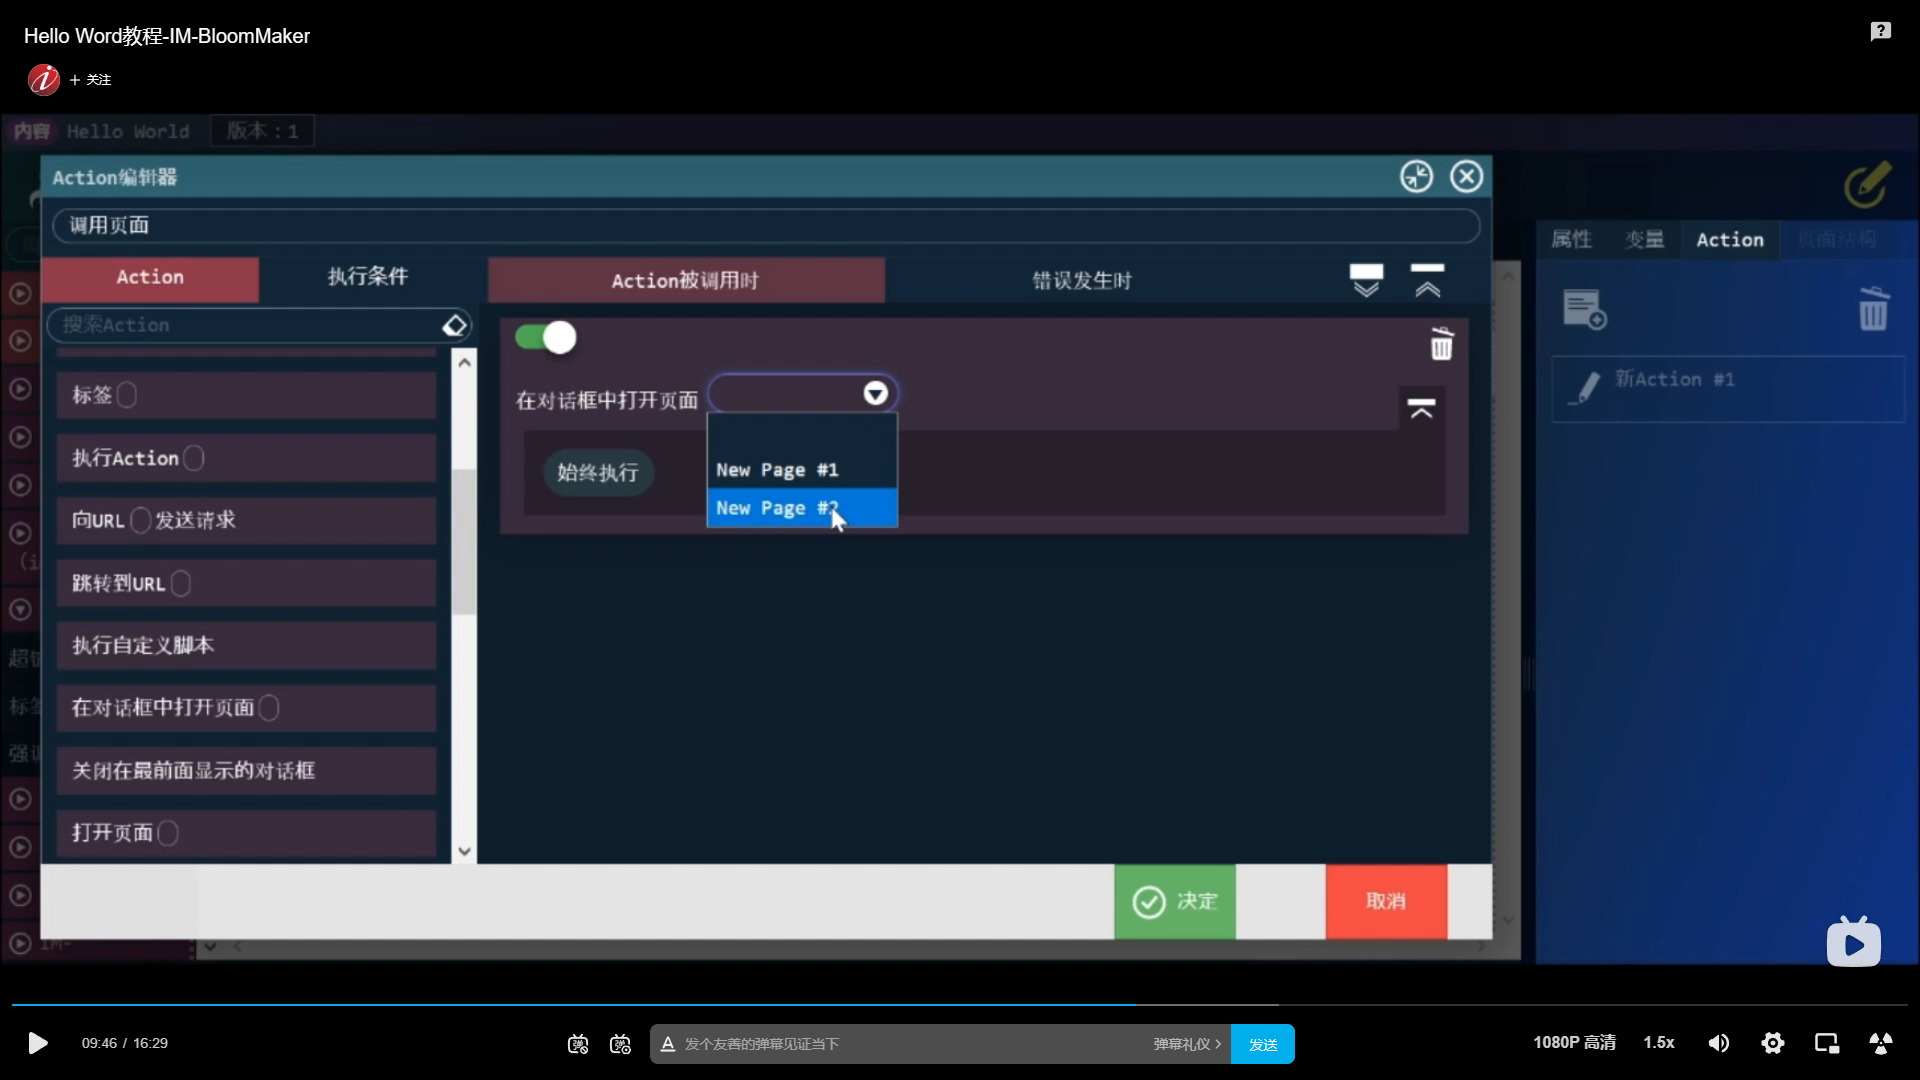 Hello Word教程-IM-BloomMaker
+ 关注
内容 Hello World 版本：1
Action编辑器
调用页面
属性 变量 Action 页面结构
Action 执行条件 Action被调用时 错误发生时
搜索Action
新Action #1
标签
在对话框中打开页面
执行Action
New Page #1
始终执行
New Page #2
向URL 发送请求
跳转到URL
执行自定义脚本
在对话框中打开页面
关闭在最前面显示的对话框
打开页面
决定 取消
IM-
09:46 / 16:29
发个友善的弹幕见证当下
弹幕礼仪 >
发送
1080P 高清
1.5x